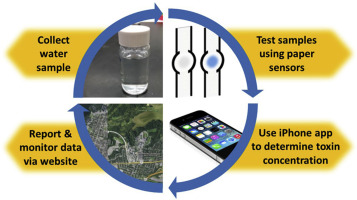 Collect
water
sample
Test samples
using paper
sensors
Report &
monitor data
via website
Use iPhone app
to determine toxin
concentration